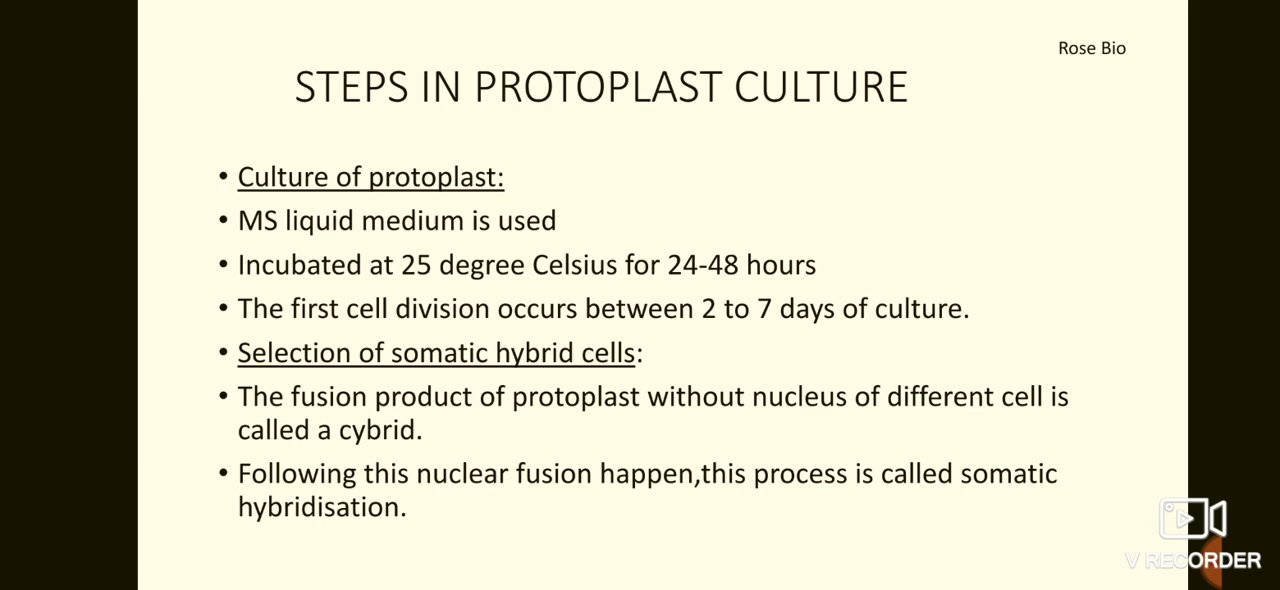 Rose Bio
STEPS IN PROTOPLAST CULTURE
• Culture of protoplast:
• MS liquid medium is used
• Incubated at 25 degree Celsius for 24-48 hours
• The first cell division occurs between 2 to 7 days of culture.
• Selection of somatic hybrid cells:
• The fusion product of protoplast without nucleus of different cell is
called a cybrid.
• Following this nuclear fusion happen,this process is called somatic
hybridisation.
V RECORDER